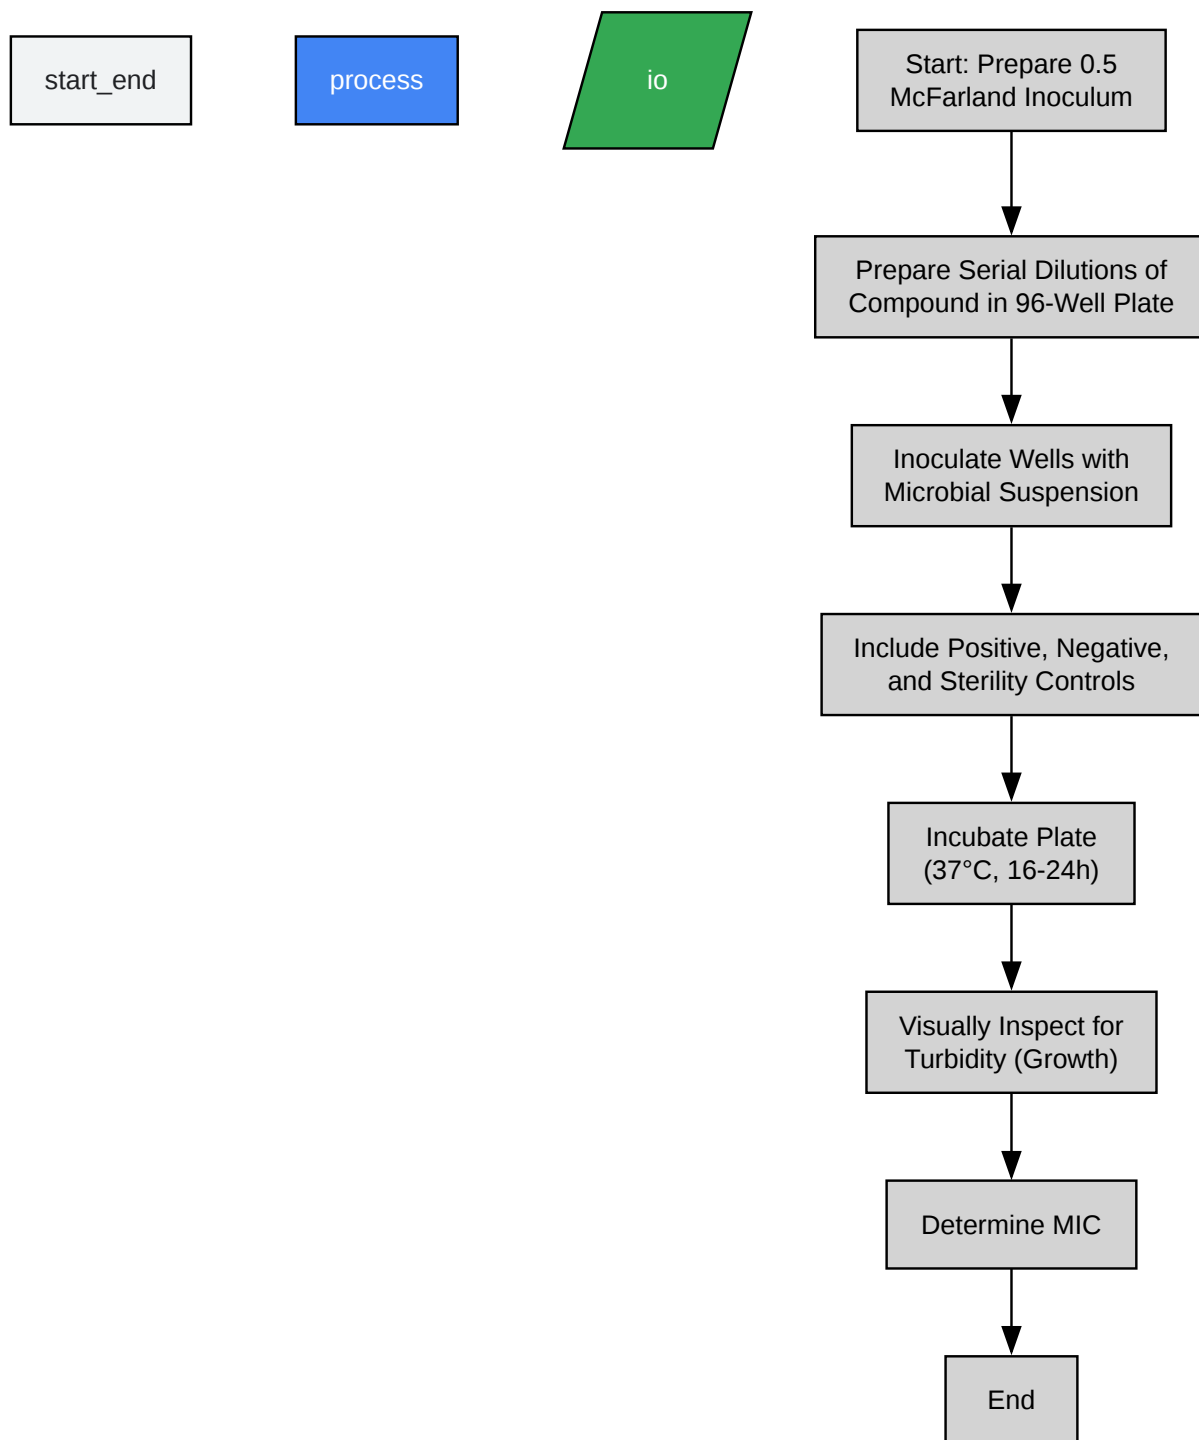 start_end
process
io
Start: Prepare 0.5
McFarland Inoculum
Prepare Serial Dilutions of
Compound in 96-Well Plate
Inoculate Wells with
Microbial Suspension
Include Positive, Negative,
and Sterility Controls
Incubate Plate
(37°C, 16-24h)
Visually Inspect for
Turbidity (Growth)
Determine MIC
End